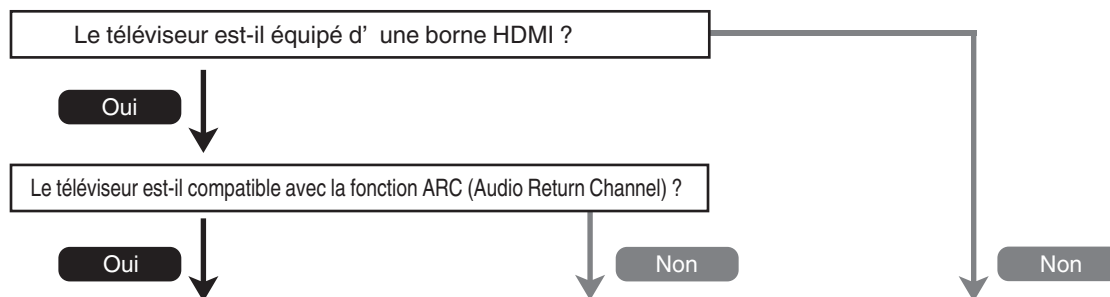 Le téléviseur est-il équipé d' une borne HDMI ?
Oui
Le téléviseur est-il compatible avec la fonction ARC (Audio Return Channel) ?
Oui
Non
Non